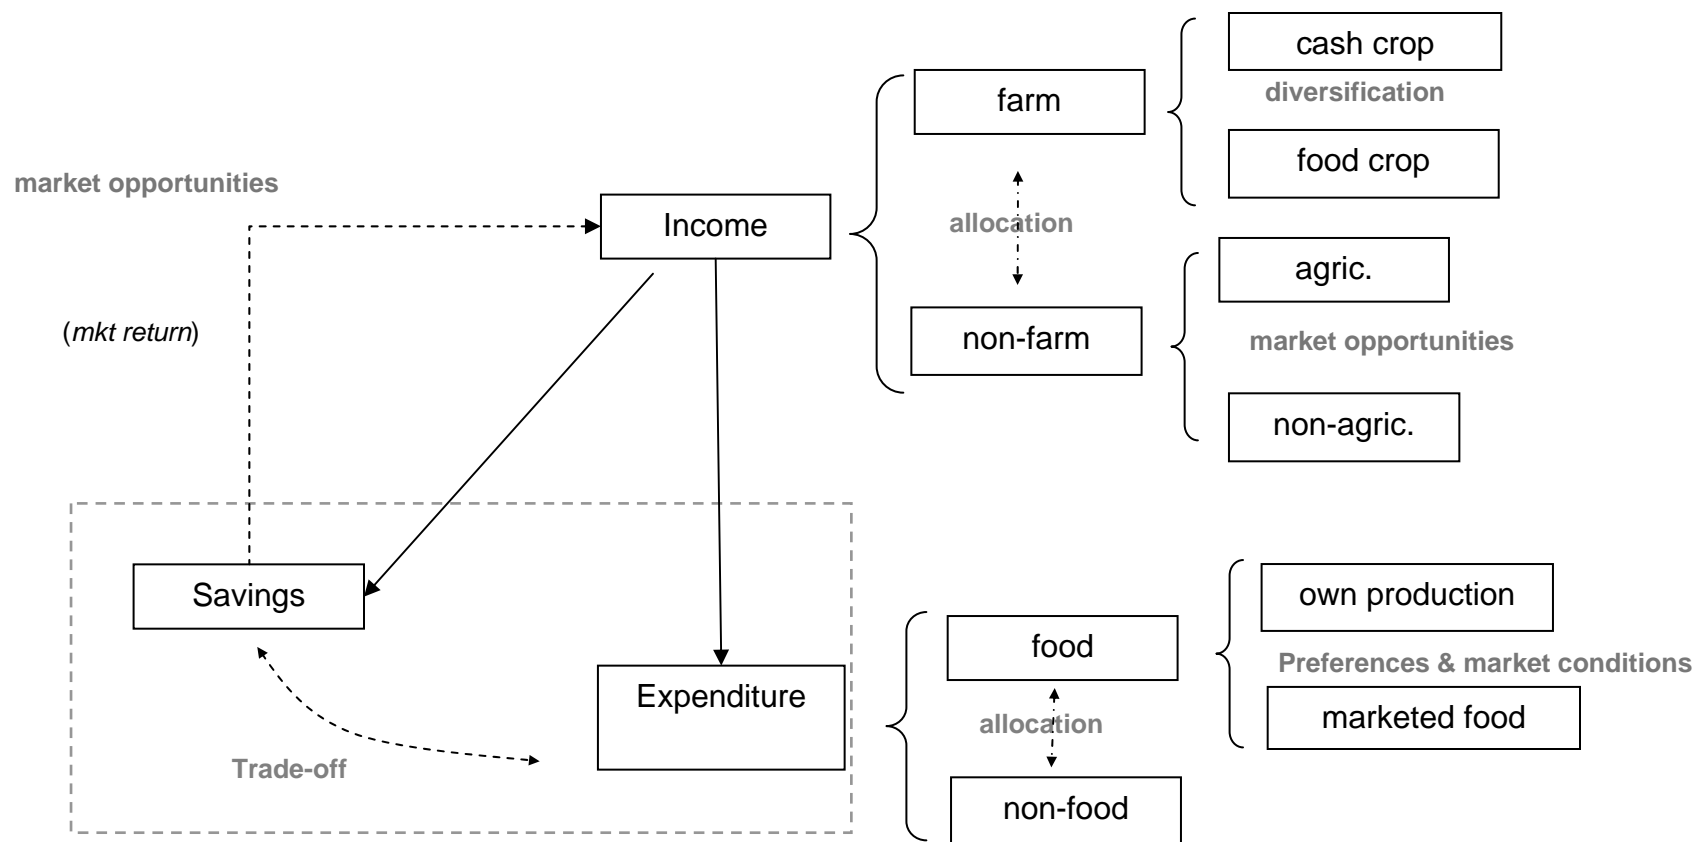 cash crop
farm
diversification
food crop
market opportunities
Income
allocation
agric.
(mkt return)
non-farm
market opportunities
non-agric.
Savings
own production
food
Preferences & market conditions
Expenditure
marketed food
allocation
Trade-off
non-food